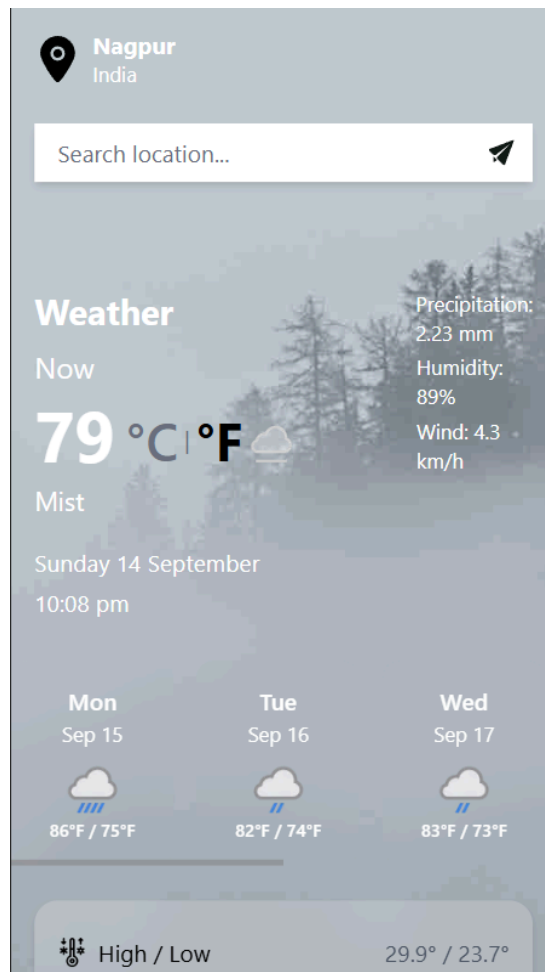 Nagpur
India
Search location...
Weather
Now
79 °C | °F
Mist
Sunday 14 September
10:08 pm
Precipitation:
2.23 mm
Humidity:
89%
Wind: 4.3
km/h
Mon
Sep 15
86°F / 75°F
Tue
Sep 16
82°F / 74°F
Wed
Sep 17
83°F / 73°F
High / Low 29.9° / 23.7°